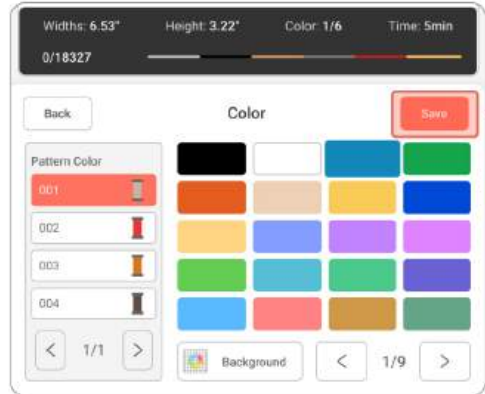 Widths: 6.53" Height: 3.22" Color: 1/6 Time: 5min
0/18327
Back Color Save
Pattern Color
001
002
003
004
< 1/1 >
Background < 1/9 >